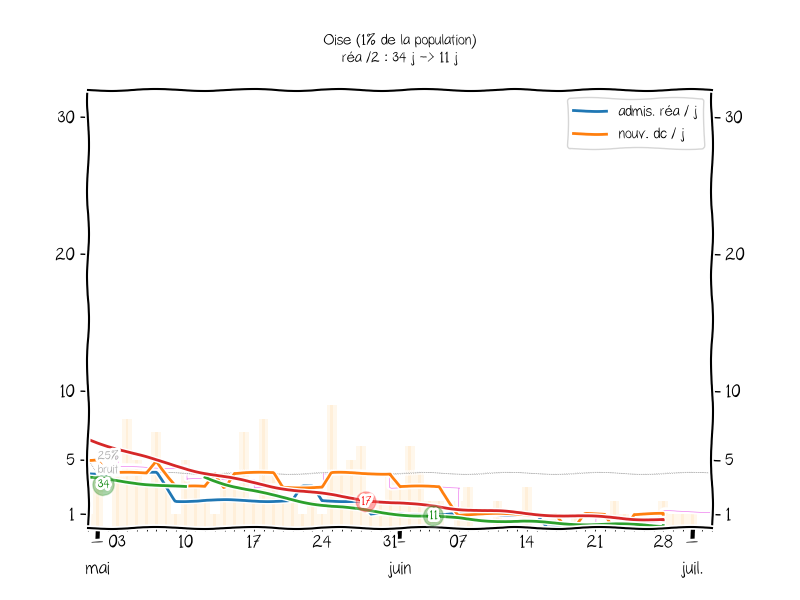 Oise (1% de la population)
réa /2 : 34 j -> 11 j
admis. réa / j
nouv. dc / j
30
30
20
20
10
10
5
5
1
1
25%
bruit
34
17
11
03 10 17 24 31 07 14 21 28
mai juin juil.